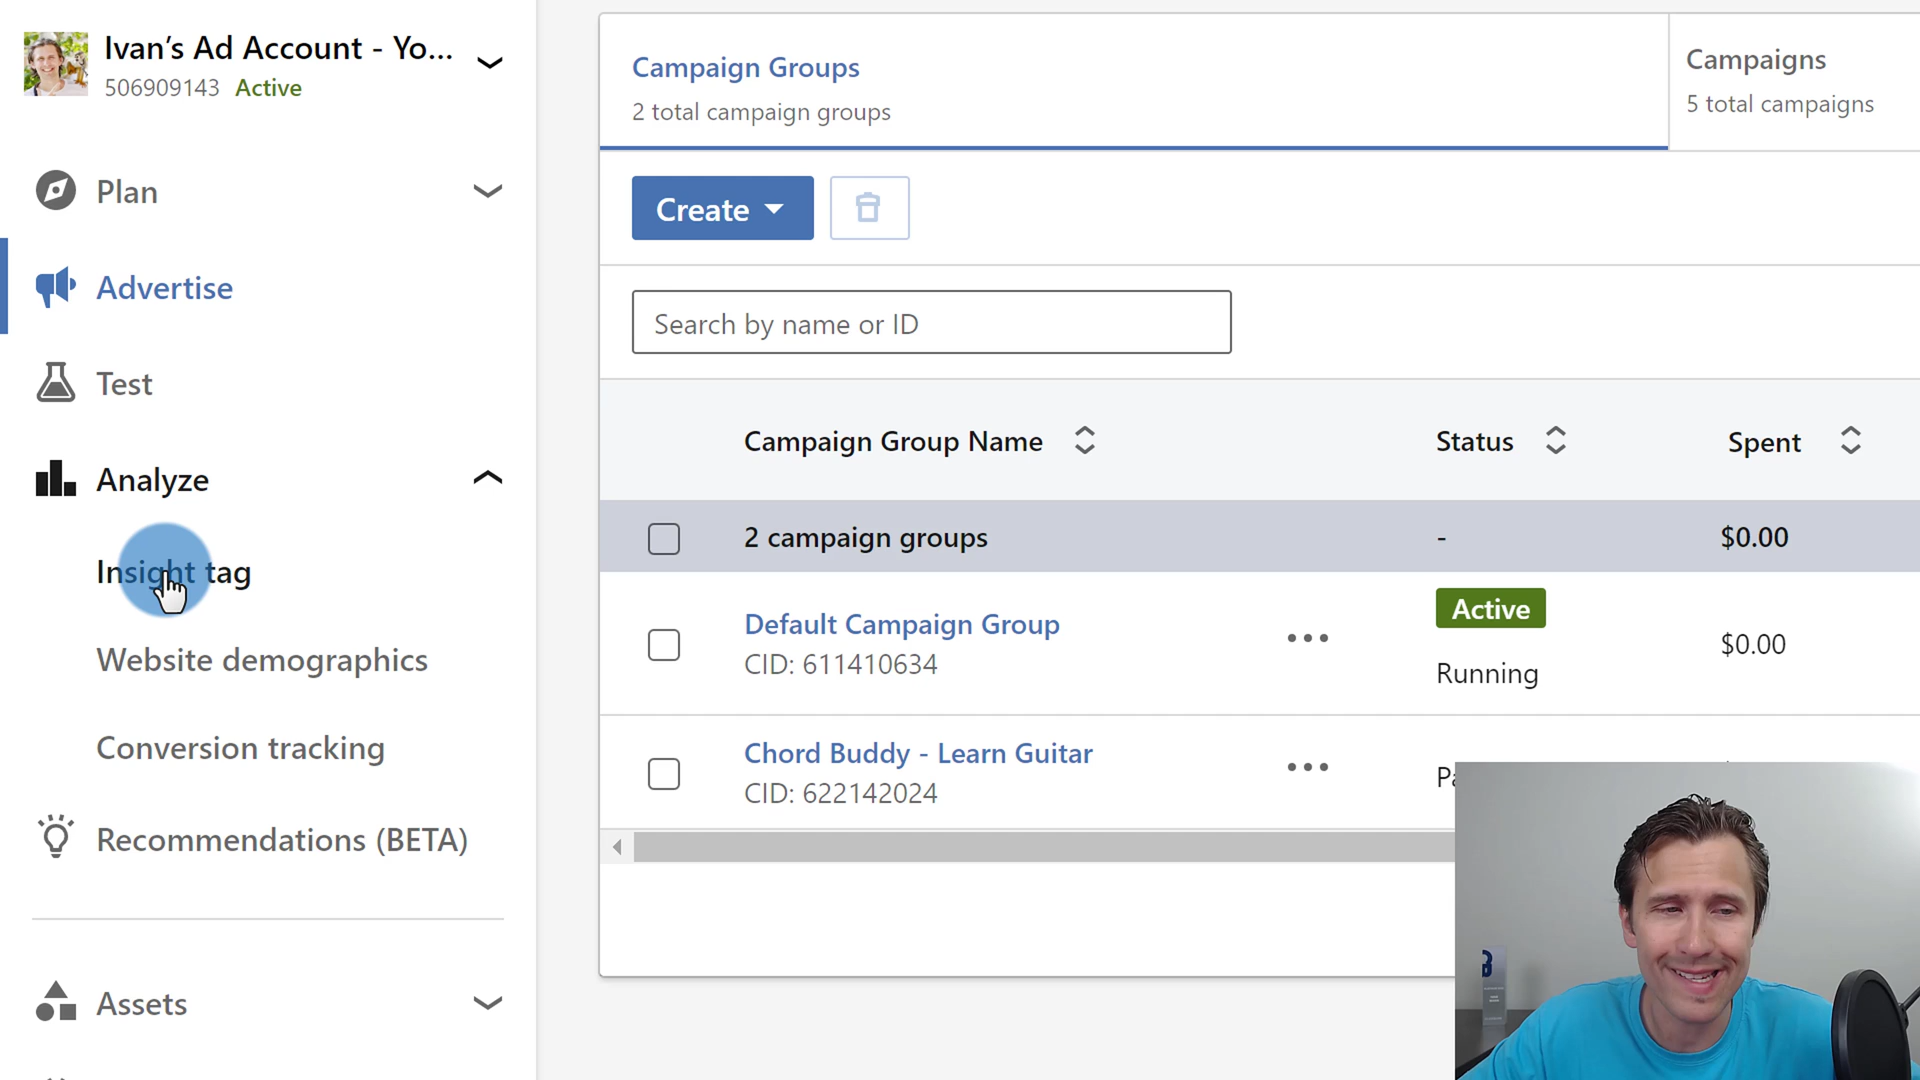 Ivan's Ad Account - Yo...
506909143 Active
Plan
Advertise
Test
Analyze
Insight tag
Website demographics
Conversion tracking
Recommendations (BETA)
Assets
Campaign Groups
2 total campaign groups
Campaigns
5 total campaigns
Create
Search by name or ID
Campaign Group Name
Status
Spent
2 campaign groups
-
$0.00
Default Campaign Group
CID: 611410634
Active
Running
$0.00
Chord Buddy - Learn Guitar
CID: 622142024